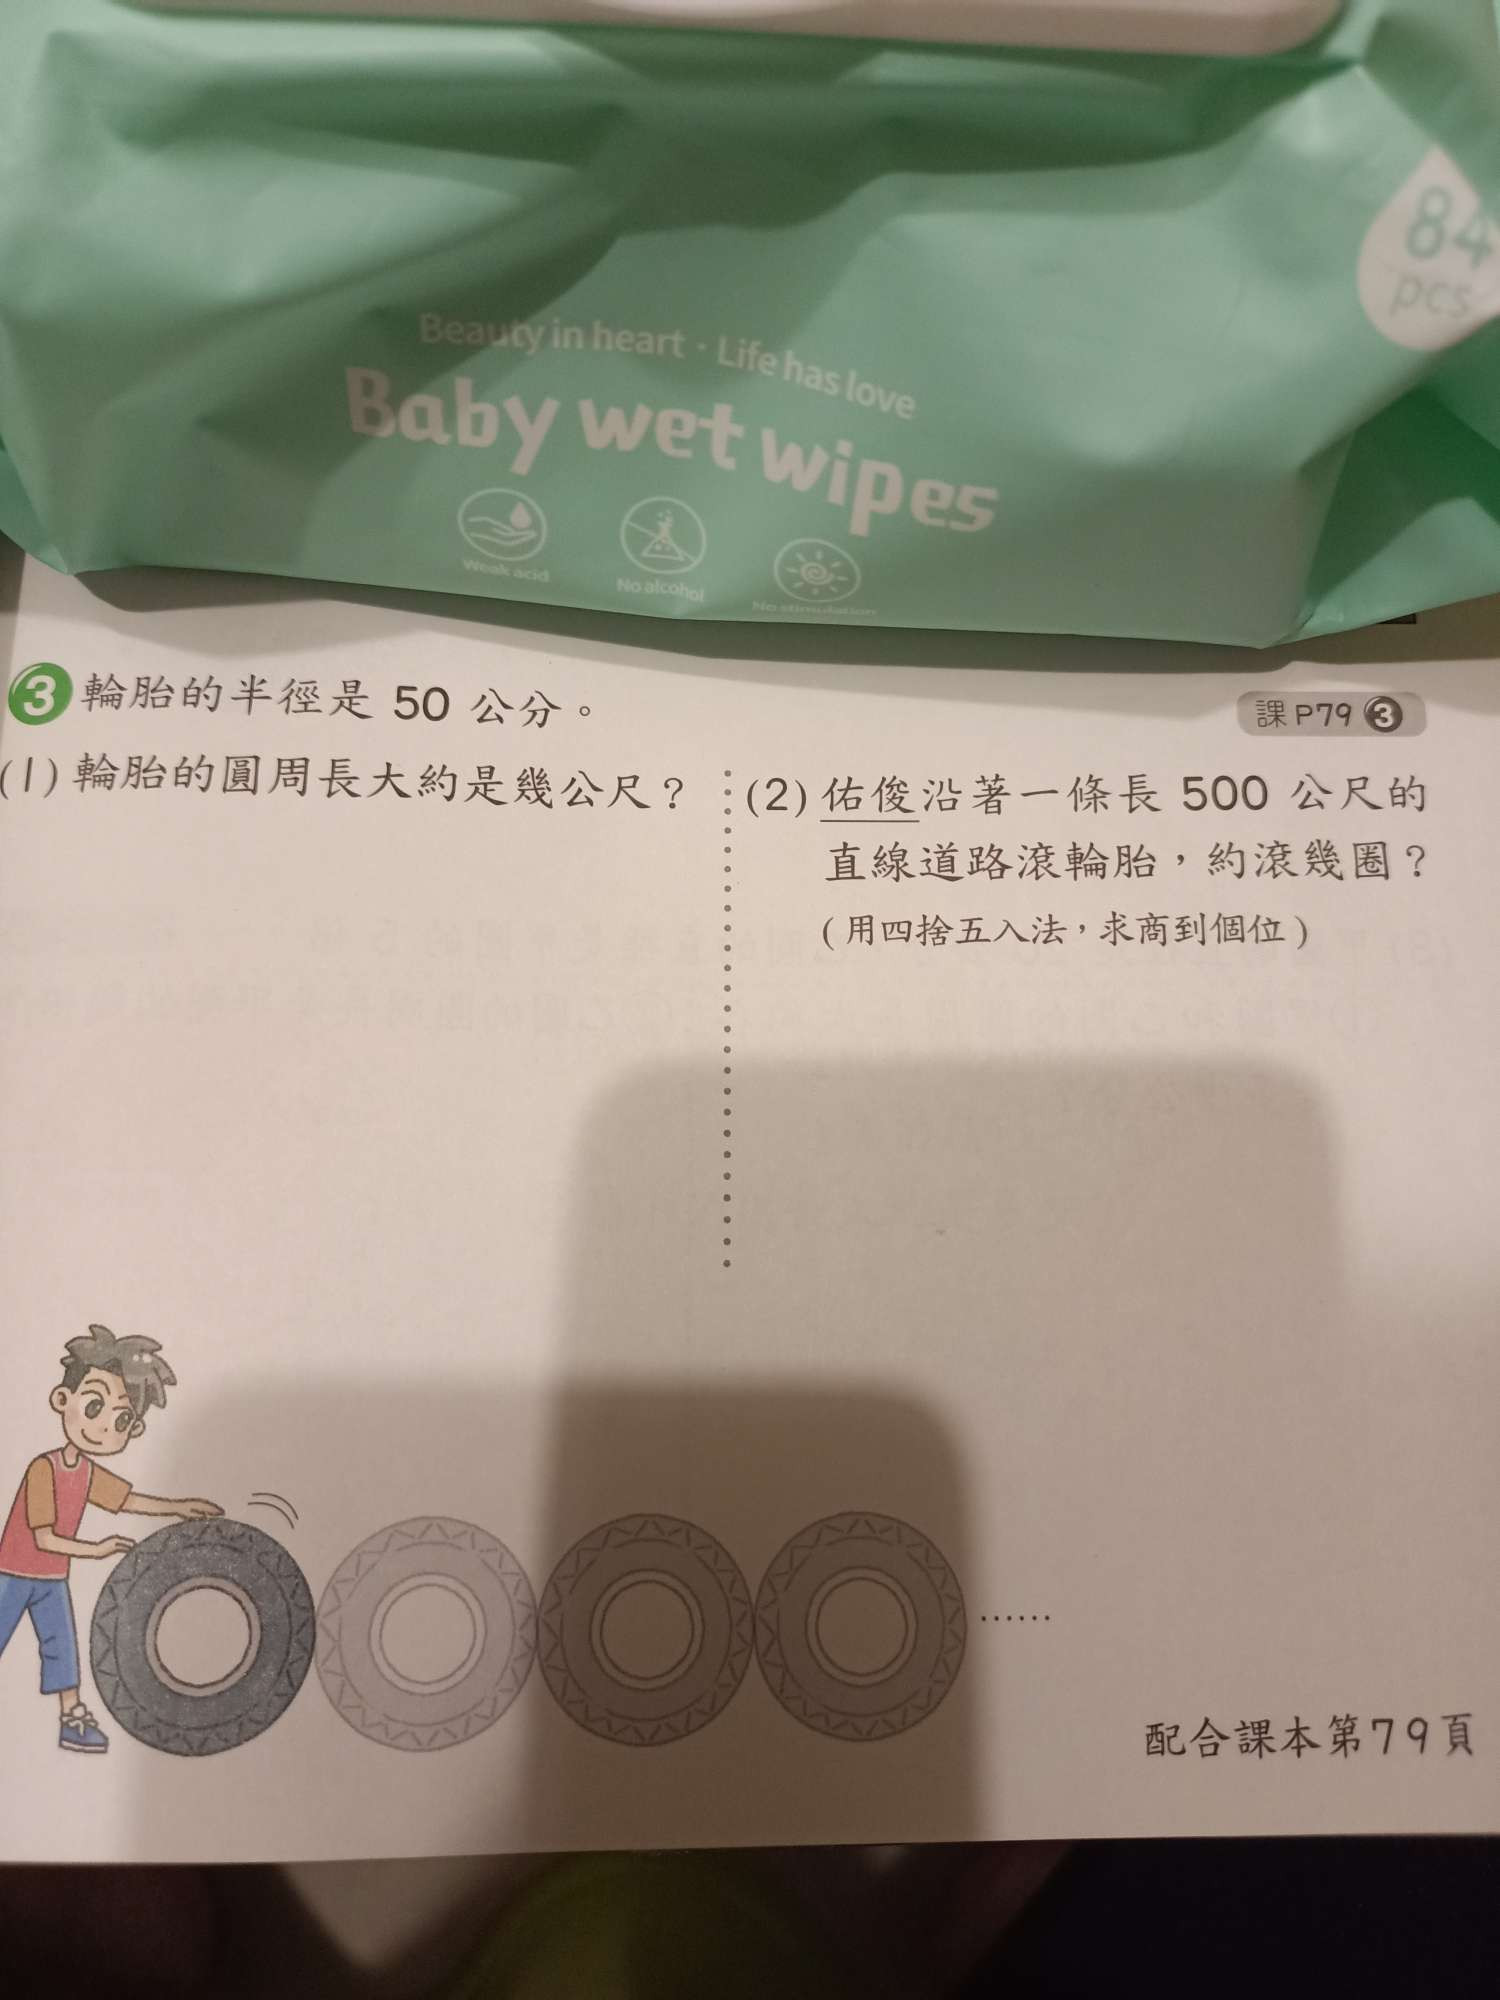 84
pcs
Beauty in heart · Life has love
Baby wet wipes
Weak acid
No alcohol
No stimulation
3 輪胎的半徑是 50 公分。
課 P79 3
(1) 輪胎的圓周長大約是幾公尺？
(2) 佑俊沿著一條長 500 公尺的
直線道路滾輪胎，約滾幾圈？
(用四捨五入法，求商到個位)
……
配合課本第79頁